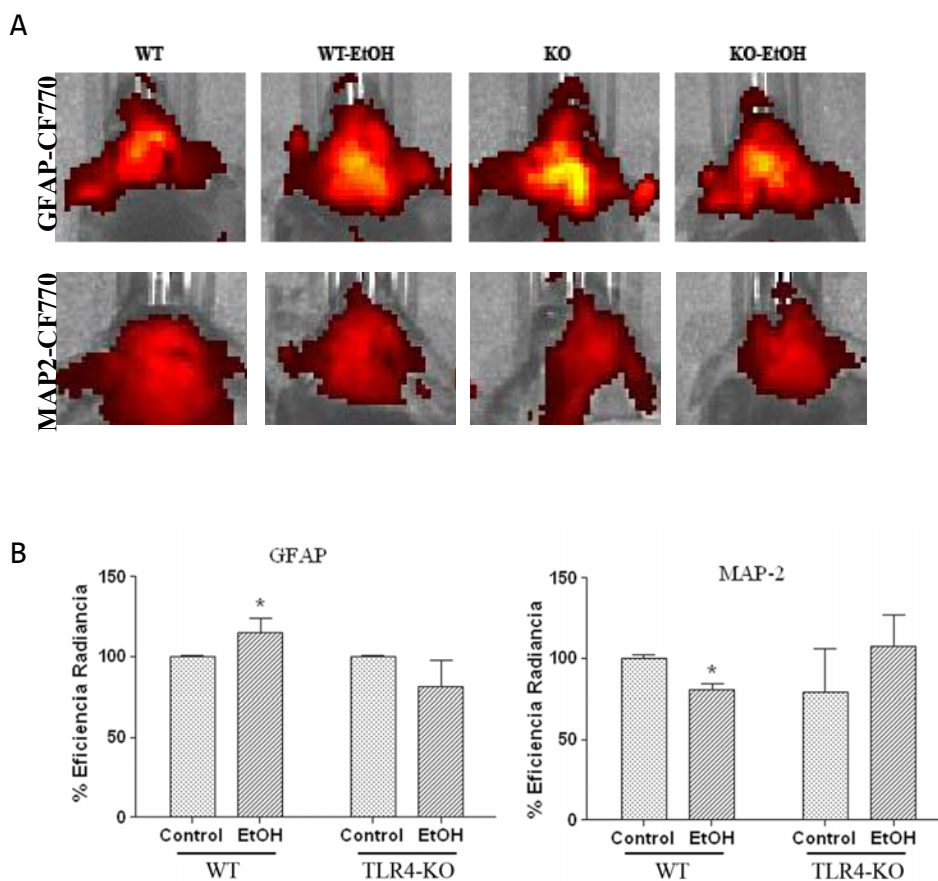 A
WT WT-EtOH KO KO-EtOH
GFAP-CF770
MAP2-CF770
B
GFAP
% Eficiencia Radiancia
150
100
50
0
*
Control EtOH Control EtOH
WT TLR4-KO
MAP-2
% Eficiencia Radiancia
150
100
50
0
*
Control EtOH Control EtOH
WT TLR4-KO